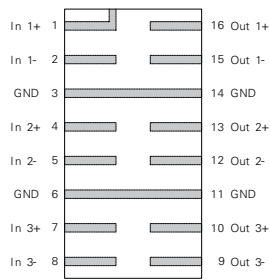 In 1+ 1 16 Out 1+
In 1- 2 15 Out 1-
GND 3 14 GND
In 2+ 4 13 Out 2+
In 2- 5 12 Out 2-
GND 6 11 GND
In 3+ 7 10 Out 3+
In 3- 8 9 Out 3-